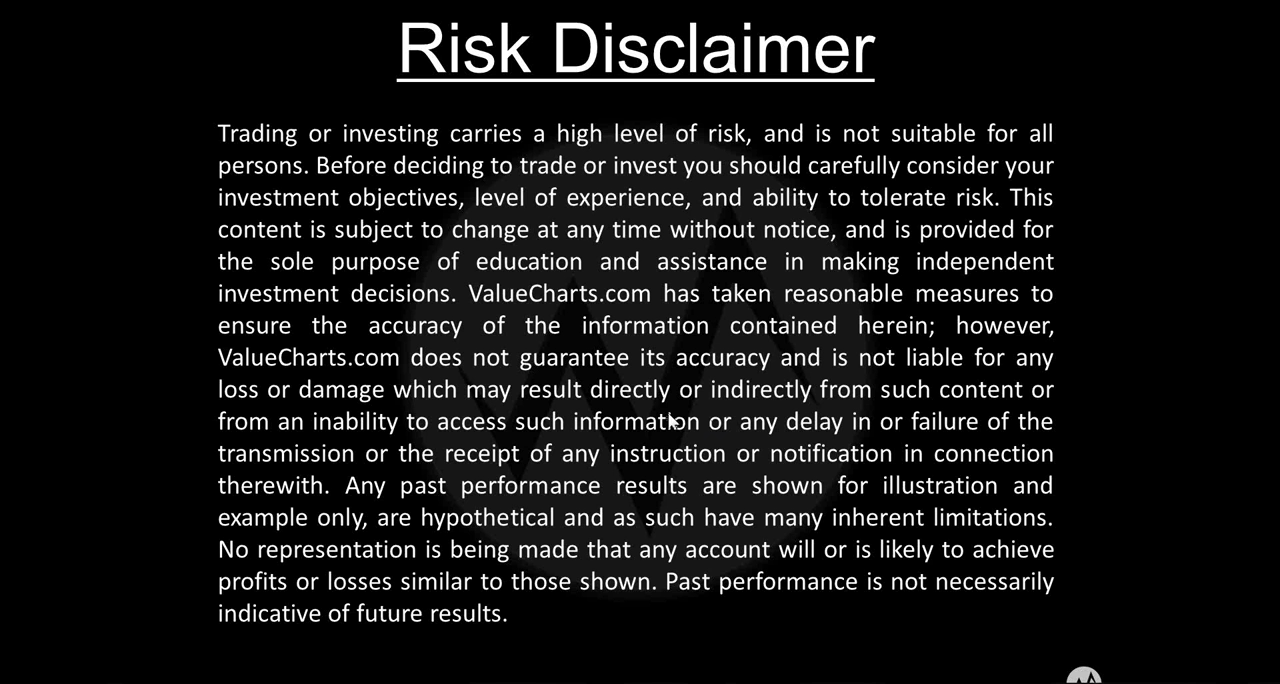 Risk Disclaimer
Trading or investing carries a high level of risk, and is not suitable for all
persons. Before deciding to trade or invest you should carefully consider your
investment objectives, level of experience, and ability to tolerate risk. This
content is subject to change at any time without notice, and is provided for
the sole purpose of education and assistance in making independent
investment decisions. ValueCharts.com has taken reasonable measures to
ensure the accuracy of the information contained herein; however,
ValueCharts.com does not guarantee its accuracy and is not liable for any
loss or damage which may result directly or indirectly from such content or
from an inability to access such information or any delay in or failure of the
transmission or the receipt of any instruction or notification in connection
therewith. Any past performance results are shown for illustration and
example only, are hypothetical and as such have many inherent limitations.
No representation is being made that any account will or is likely to achieve
profits or losses similar to those shown. Past performance is not necessarily
indicative of future results.